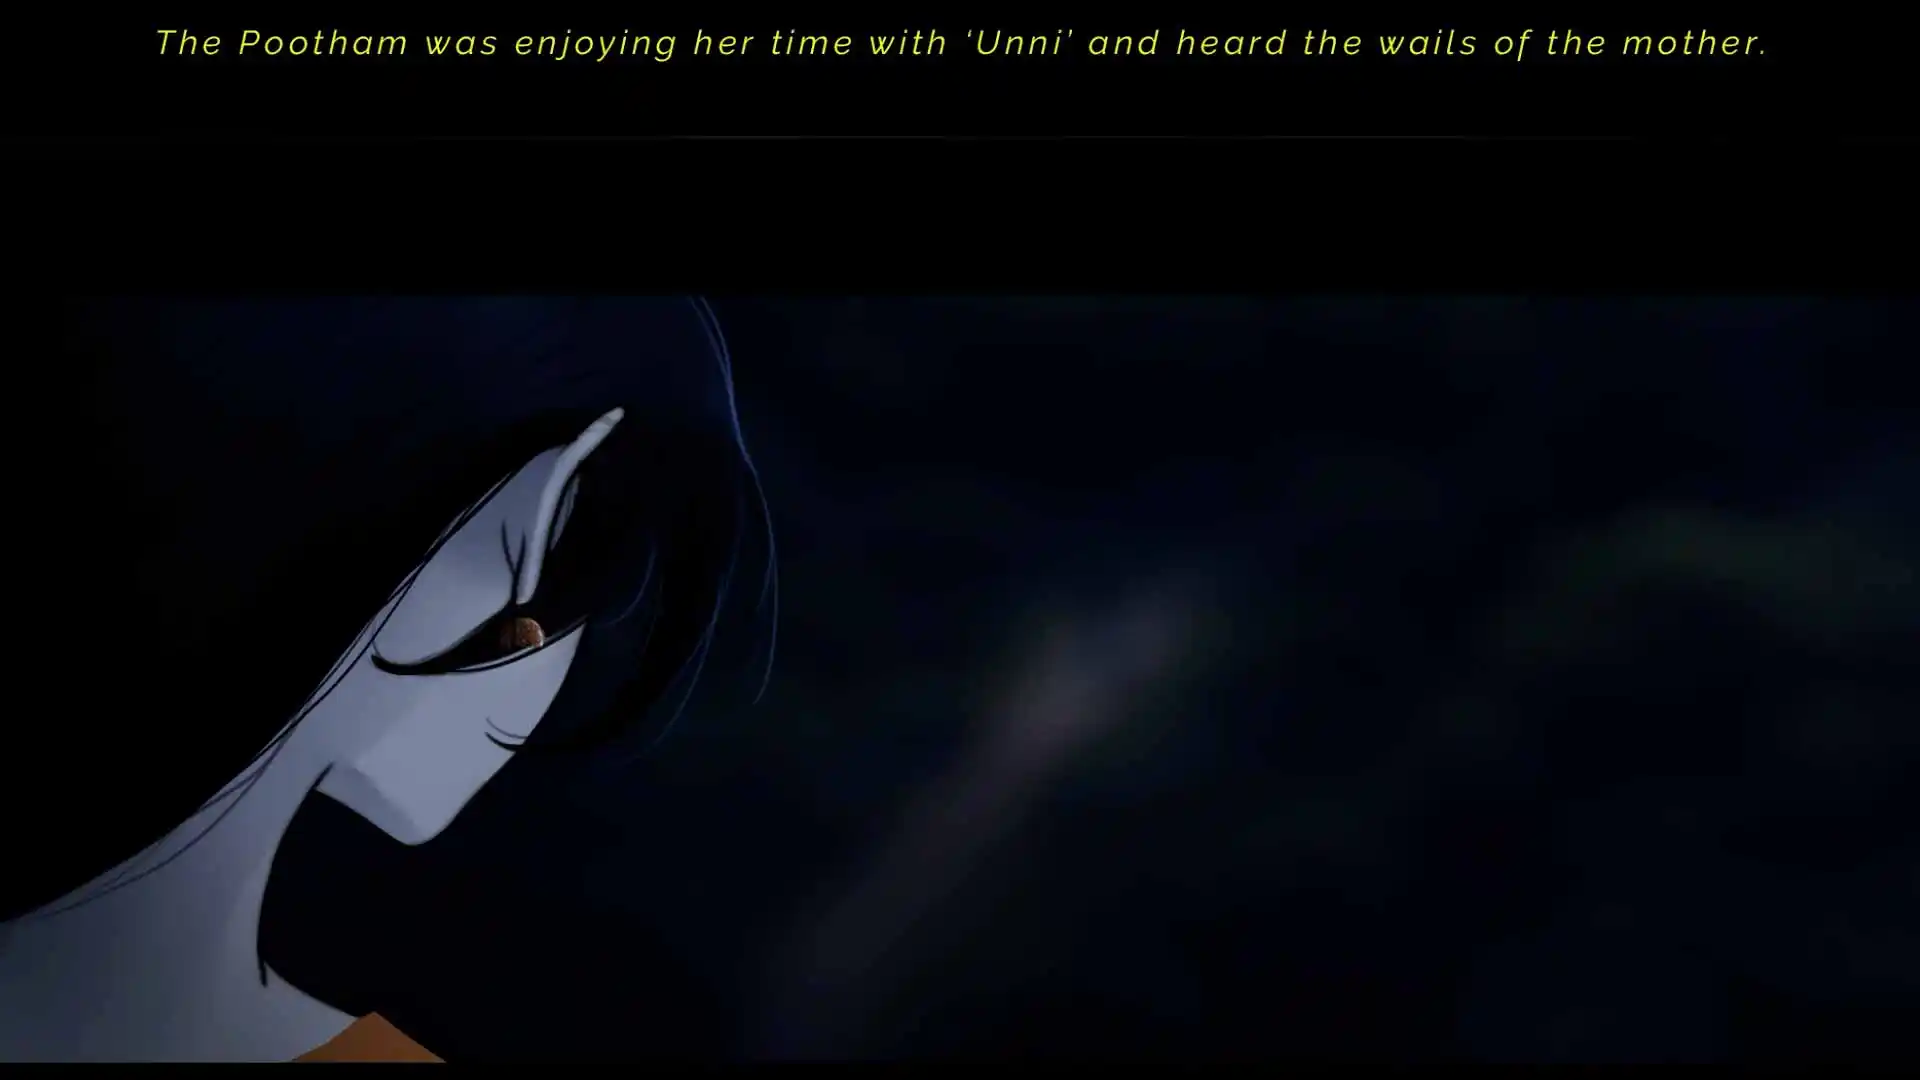 The Pootham was enjoying her time with ‘Unni’ and heard the wails of the mother.